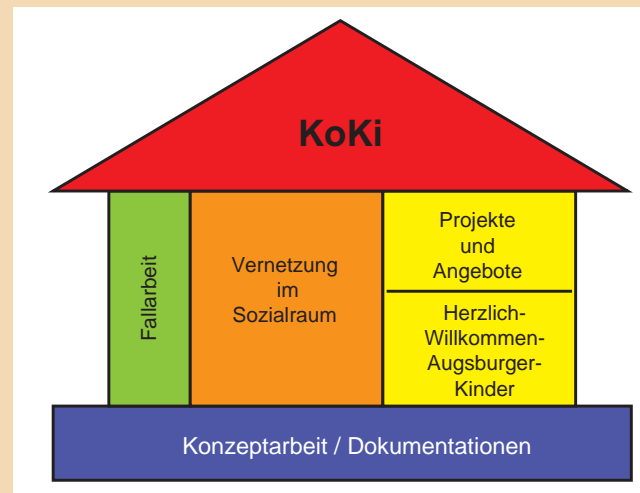 KoKi
Fallarbeit
Vernetzung
im
Sozialraum
Projekte
und
Angebote
Herzlich-
Willkommen-
Augsburger-
Kinder
Konzeptarbeit / Dokumentationen